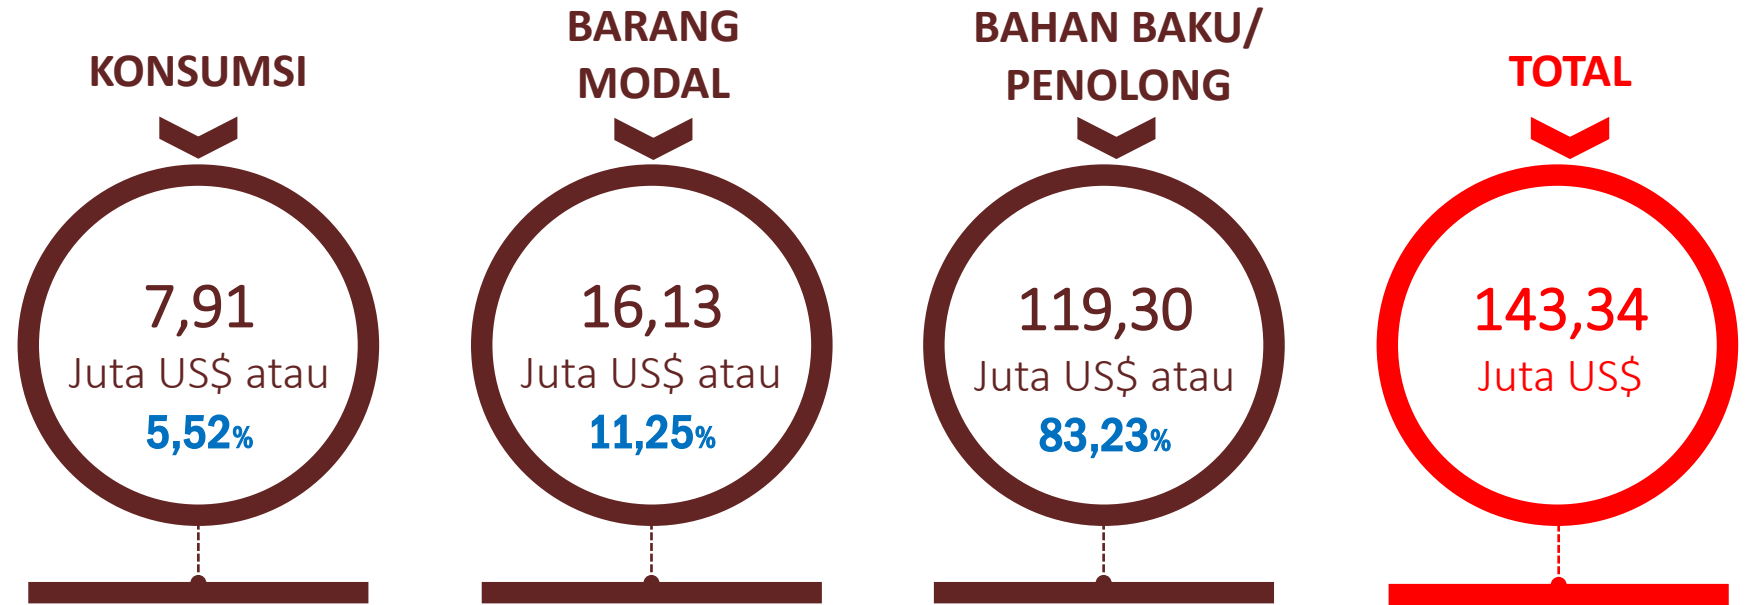 KONSUMSI
7,91
Juta US$ atau
5,52%
BARANG
MODAL
16,13
Juta US$ atau
11,25%
BAHAN BAKU/
PENOLONG
119,30
Juta US$ atau
83,23%
TOTAL
143,34
Juta US$